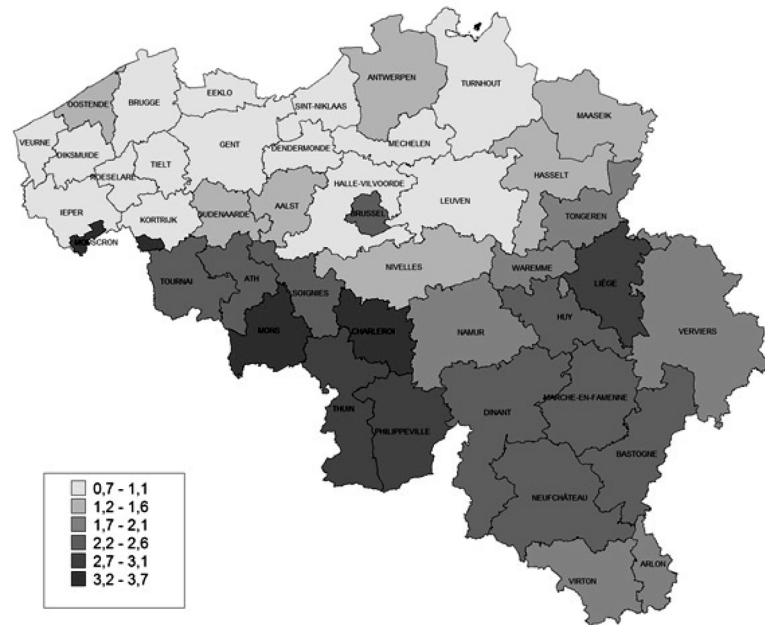 ANTWERPEN
TURNHOUT
EEKLO
OOSTENDE
BRUGGE
SINT-NIKLAAS
MAASEIK
VEURNE
DIKSMUIDE
GENT
DENDERMONDE
MECHELEN
ROESELARE
TIELT
HALLE-VILVOORDE
HASSELT
LEUVEN
IEPER
KORTRIJK
OUDENAARDE
AALST
BRUSSEL
TONGEREN
MOUSCRON
NIVELLES
WAREMME
LIÈGE
TOURNAI
ATH
SOIGNIES
MONS
CHARLEROI
NAMUR
HUY
VERVIERS
MARCHE-EN-FAMENNE
THUIN
PHILIPPEVILLE
DINANT
BASTOGNE
NEUFCHÂTEAU
VIRTON
ARLON
0,7 - 1,1
1,2 - 1,6
1,7 - 2,1
2,2 - 2,6
2,7 - 3,1
3,2 - 3,7